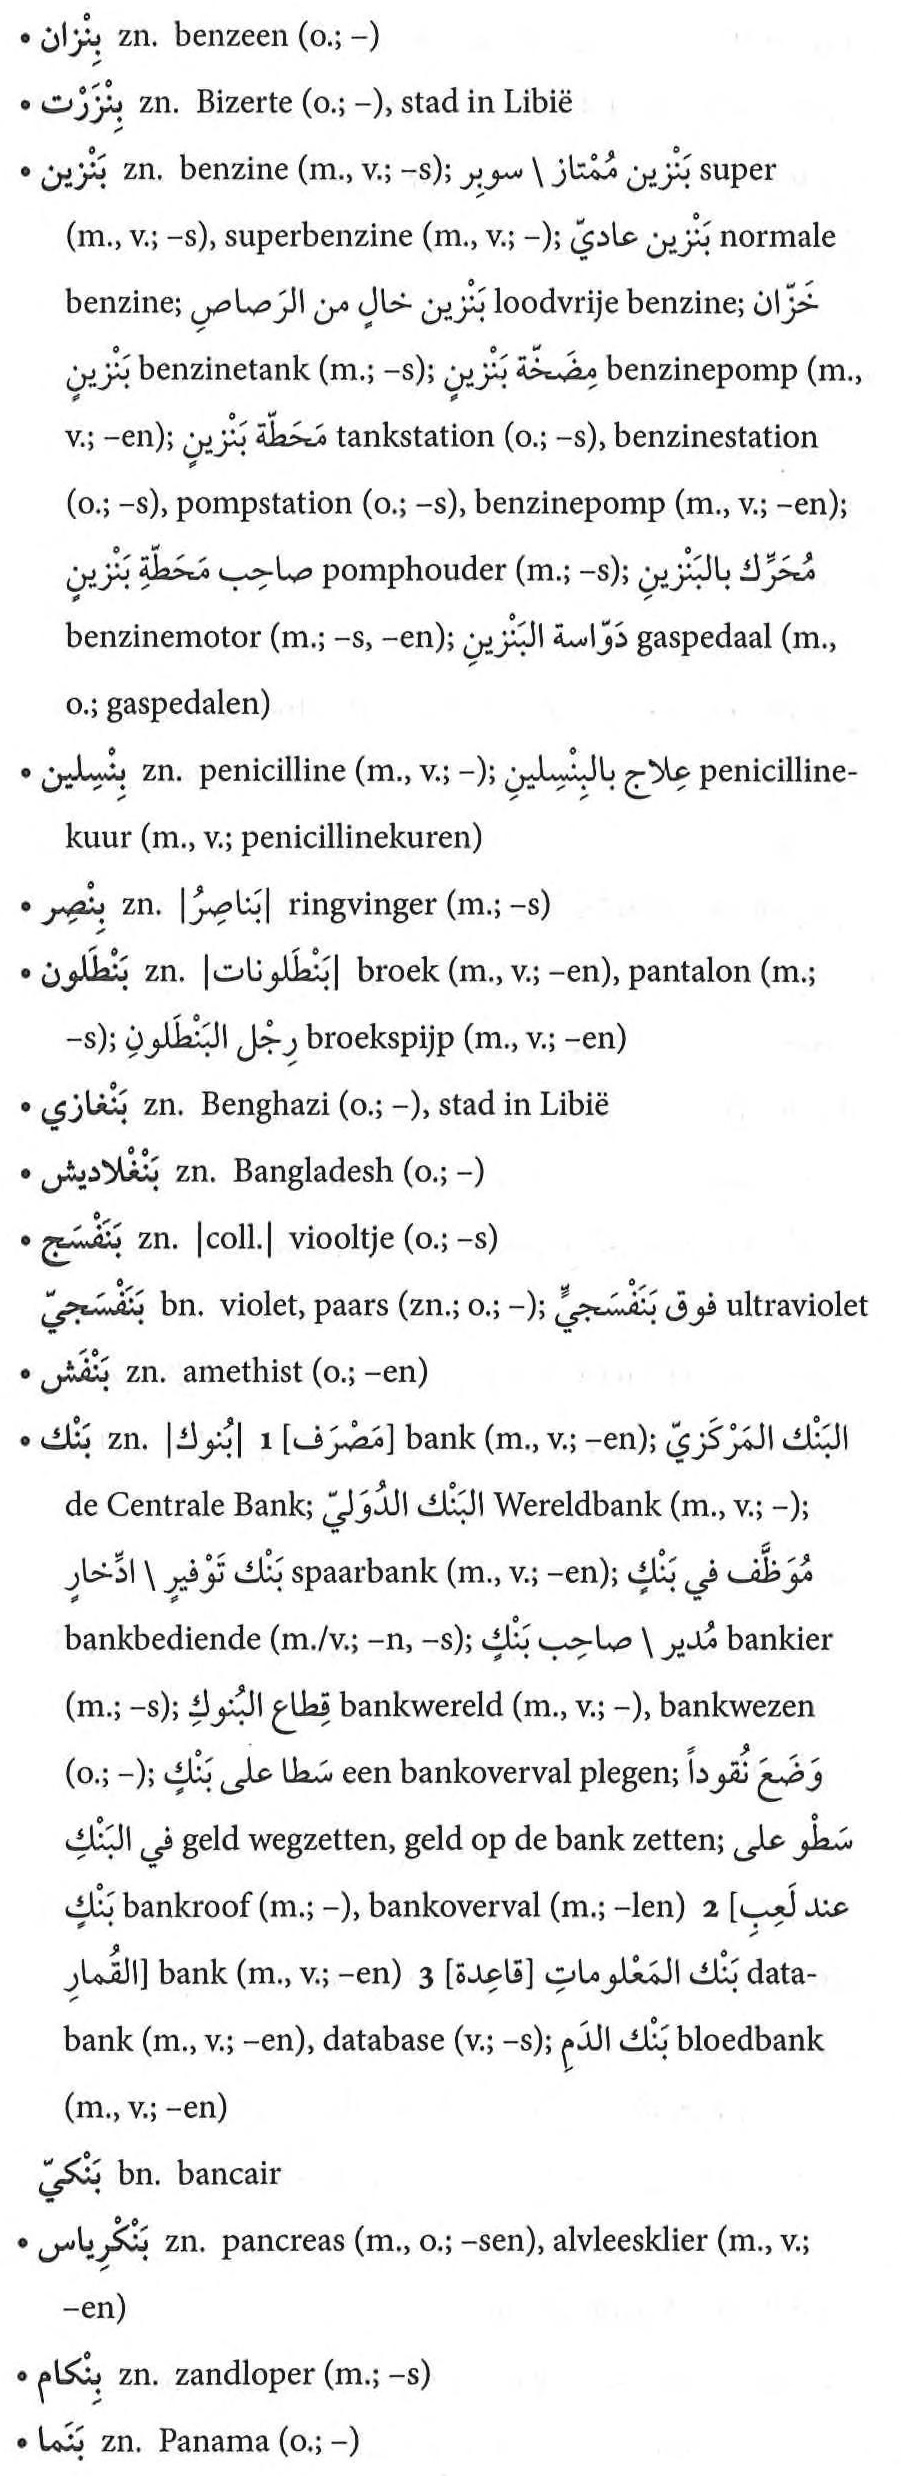 • بِنْزان zn. benzeen (o.; –)
• بِنْزَرْت zn. Bizerte (o.; –), stad in Libië
• بَنْزين zn. benzine (m., v.; –s); بَنْزين مُمْتاز \ سوبِر super
(m., v.; –s), superbenzine (m., v.; –); بَنْزين عاديّ normale
benzine; بَنْزين خالٍ من الرَصاصِ loodvrije benzine; خَزّان
بَنْزينٍ benzinetank (m.; –s); مِضَخّة بَنْزينٍ benzinepomp (m.,
v.; –en); مَحَطّة بَنْزينٍ tankstation (o.; –s), benzinestation
(o.; –s), pompstation (o.; –s), benzinepomp (m., v.; –en);
صاحِب مَحَطّةِ بَنْزينٍ pomphouder (m.; –s); مُحَرِّك بالبَنْزينِ
benzinemotor (m.; –s, –en); دَوّاسة البَنْزينِ gaspedaal (m.,
o.; gaspedalen)
• بِنْسِلين zn. penicilline (m., v.; –); عِلاج بالبِنْسِلينِ penicilline-
kuur (m., v.; penicillinekuren)
• بِنْصِر zn. |بَناصِرُ| ringvinger (m.; –s)
• بَنْطَلون zn. |بَنْطَلونات| broek (m., v.; –en), pantalon (m.;
–s); رِجْل البَنْطَلونِ broekspijp (m., v.; –en)
• بَنْغازي zn. Benghazi (o.; –), stad in Libië
• بَنْغْلاديش zn. Bangladesh (o.; –)
• بَنَفْسَج zn. |coll.| viooltje (o.; –s)
بَنَفْسَجيّ bn. violet, paars (zn.; o.; –); فوق بَنَفْسَجيٍّ ultraviolet
• بَنْفَش zn. amethist (o.; –en)
• بَنْك zn. |بُنوك| 1 [مَصْرَف] bank (m., v.; –en); البَنْك المَرْكَزيّ
de Centrale Bank; البَنْك الدُوَليّ Wereldbank (m., v.; –);
بَنْك تَوْفيرٍ \ ادِّخارٍ spaarbank (m., v.; –en); مُوَظَّف في بَنْكٍ
bankbediende (m./v.; –n, –s); مُدير \ صاحِب بَنْكٍ bankier
(m.; –s); قِطاع البُنوكِ bankwereld (m., v.; –), bankwezen
(o.; –); سَطا على بَنْكٍ een bankoverval plegen; وَضَعَ نُقوداً
في البَنْكِ geld wegzetten, geld op de bank zetten; سَطْو على
بَنْكٍ bankroof (m.; –), bankoverval (m.; –len) 2 [عند لَعِبِ
القُمارِ] bank (m., v.; –en) 3 [قاعِدة] بَنْك المَعْلوماتِ data-
bank (m., v.; –en), database (v.; –s); بَنْك الدَمِ bloedbank
(m., v.; –en)
بَنْكيّ bn. bancair
• بَنْكْرِياس zn. pancreas (m., o.; –sen), alvleesklier (m., v.;
–en)
• بِنْكام zn. zandloper (m.; –s)
• بَنَما zn. Panama (o.; –)